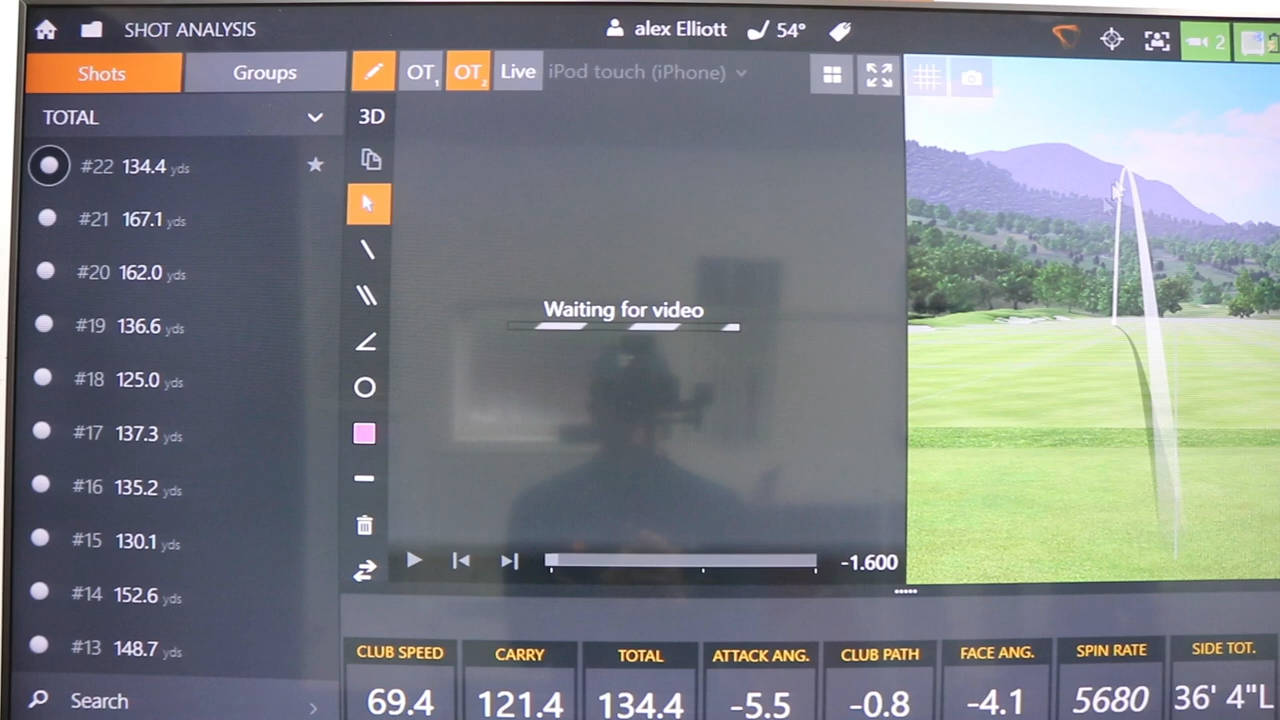 SHOT ANALYSIS
alex Elliott 54°
2
Shots Groups
OT1 OT2 Live iPod touch (iPhone)
TOTAL
3D
#22 134.4 yds
#21 167.1 yds
#20 162.0 yds
#19 136.6 yds
#18 125.0 yds
#17 137.3 yds
#16 135.2 yds
#15 130.1 yds
#14 152.6 yds
#13 148.7 yds
Search
Waiting for video
-1.600
CLUB SPEED CARRY TOTAL ATTACK ANG. CLUB PATH FACE ANG. SPIN RATE SIDE TOT.
69.4 121.4 134.4 -5.5 -0.8 -4.1 5680 36' 4"L